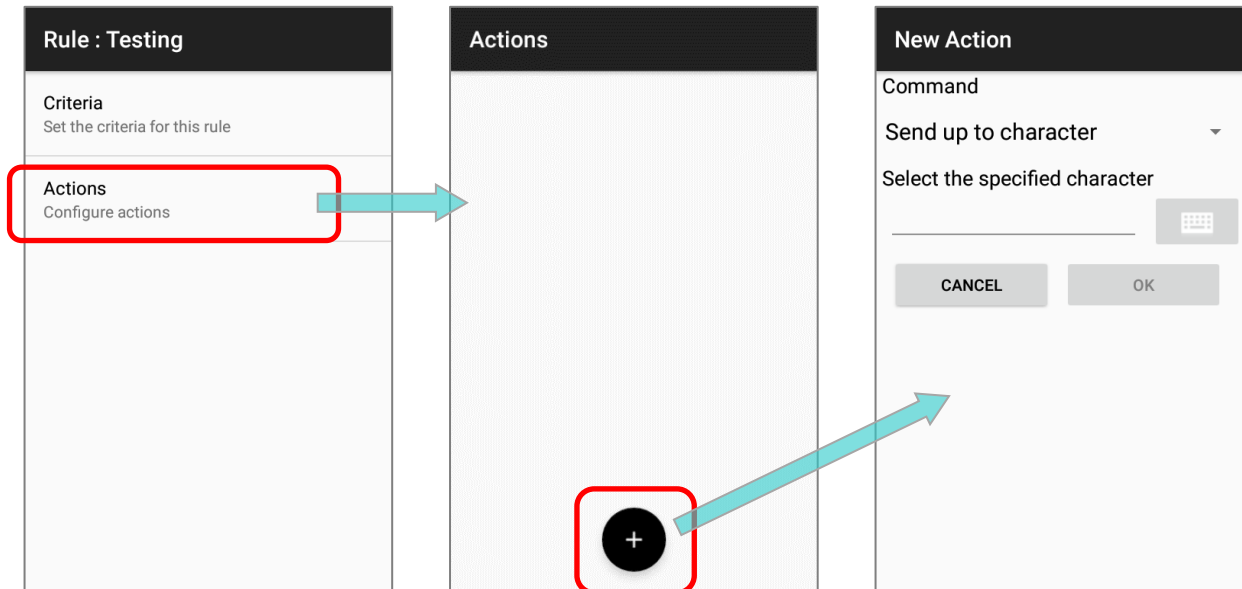 Rule : Testing
Criteria
Set the criteria for this rule
Actions
Configure actions
Actions
+
New Action
Command
Send up to character
Select the specified character
CANCEL
OK